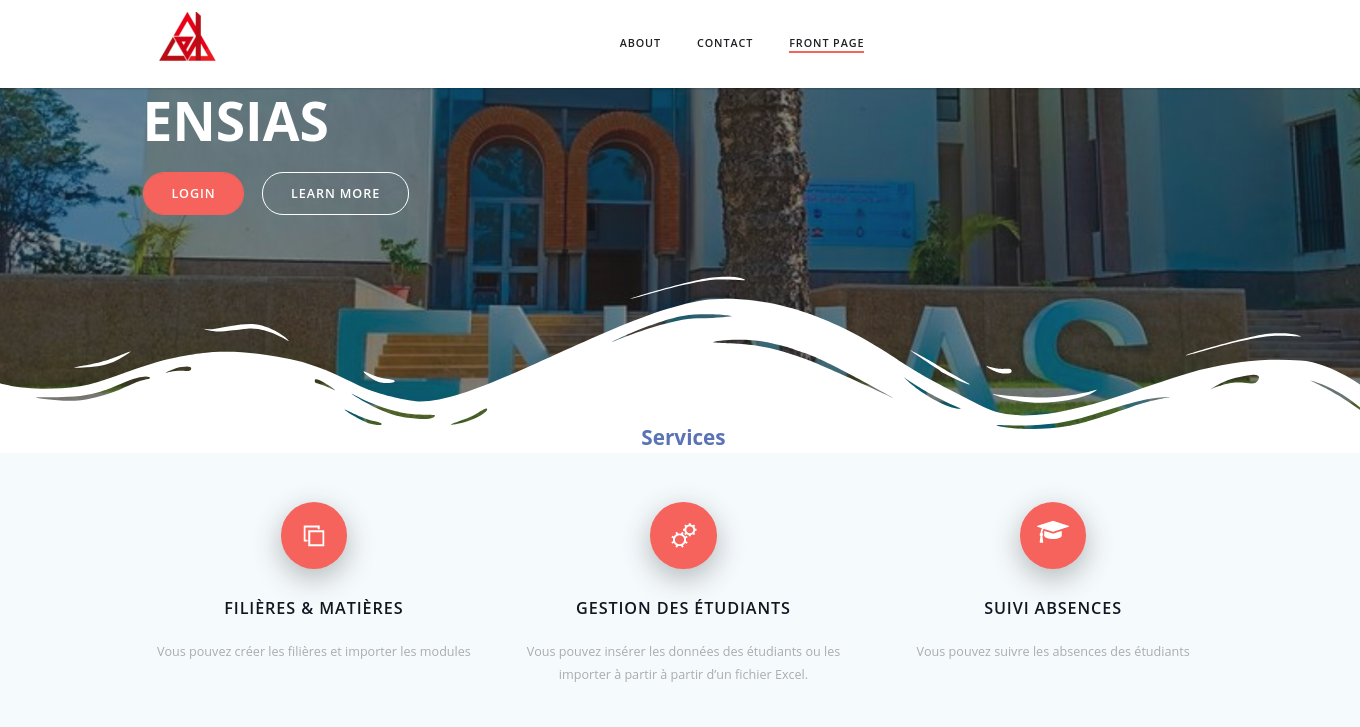 ABOUT CONTACT FRONT PAGE
ENSIAS
LOGIN LEARN MORE
Services
FILIÈRES & MATIÈRES
Vous pouvez créer les filières et importer les modules
GESTION DES ÉTUDIANTS
Vous pouvez insérer les données des étudiants ou les
importer à partir à partir d'un fichier Excel.
SUIVI ABSENCES
Vous pouvez suivre les absences des étudiants